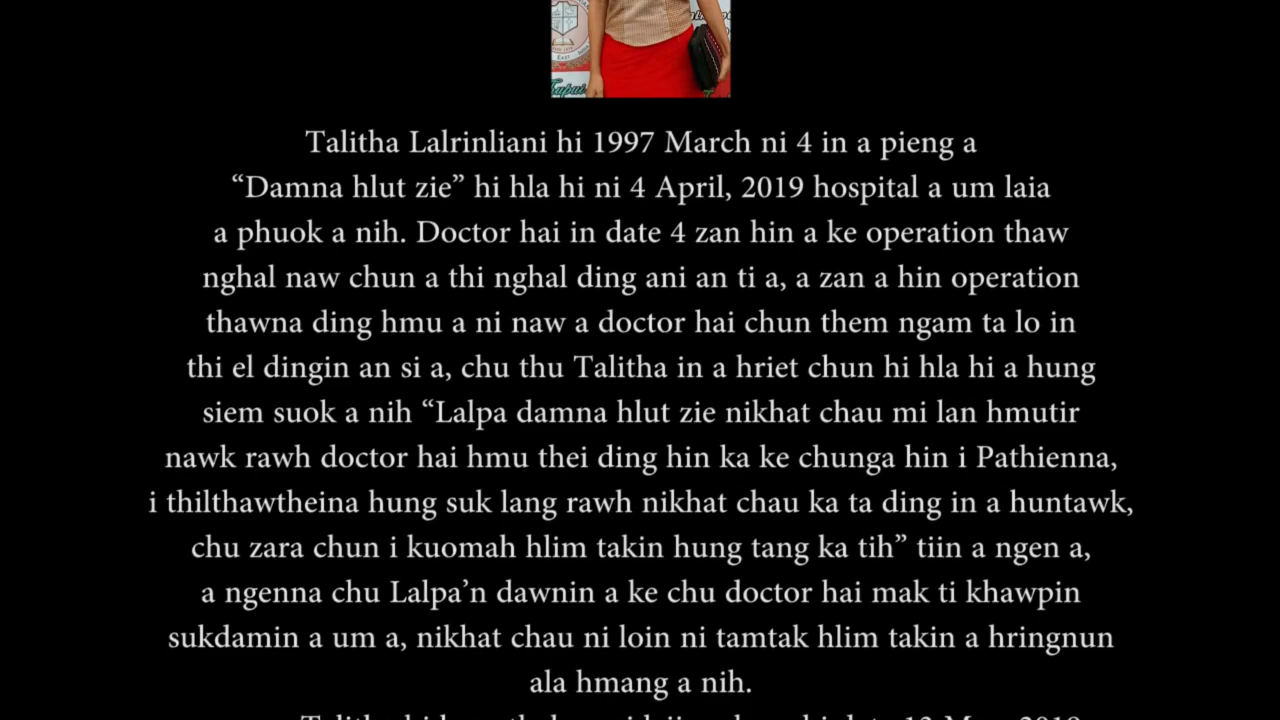 Talitha Lalrinliani hi 1997 March ni 4 in a pieng a
“Damna hlut zie” hi hla hi ni 4 April, 2019 hospital a um laia
a phuok a nih. Doctor hai in date 4 zan hin a ke operation thaw
nghal naw chun a thi nghal ding ani an ti a, a zan a hin operation
thawna ding hmu a ni naw a doctor hai chun them ngam ta lo in
thi el dingin an si a, chu thu Talitha in a hriet chun hi hla hi a hung
siem suok a nih “Lalpa damna hlut zie nikhat chau mi lan hmutir
nawk rawh doctor hai hmu thei ding hin ka ke chunga hin i Pathienna,
i thilthawtheina hung suk lang rawh nikhat chau ka ta ding in a huntawk,
chu zara chun i kuomah hlim takin hung tang ka tih” tiin a ngen a,
a ngenna chu Lalpa’n dawnin a ke chu doctor hai mak ti khawpin
sukdamin a um a, nikhat chau ni loin ni tamtak hlim takin a hringnun
ala hmang a nih.